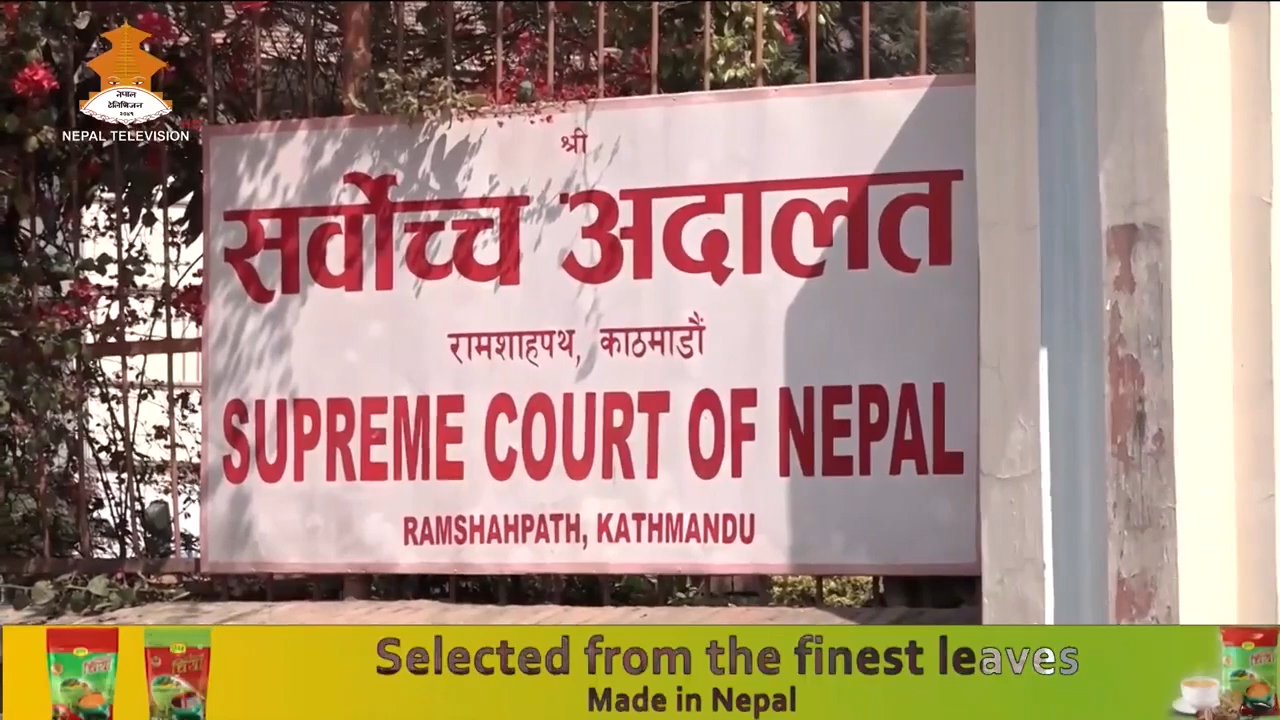 नेपाल
टेलिभिजन
२०४१
NEPAL TELEVISION
श्री
सर्वोच्च अदालत
रामशाहपथ, काठमाडौं
SUPREME COURT OF NEPAL
RAMSHAHPATH, KATHMANDU
Selected from the finest leaves
Made in Nepal